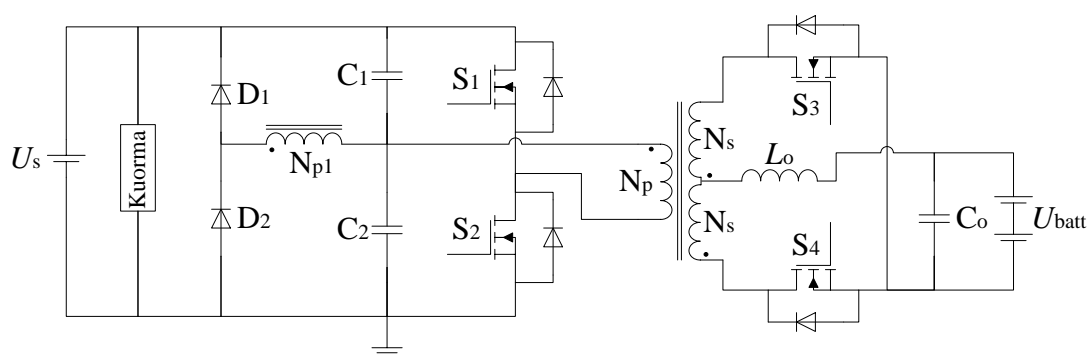 Us
Kuorma
D1
D2
Np1
C1
C2
S1
S2
Np
Ns
Ns
Lo
S3
S4
Co
Ubatt